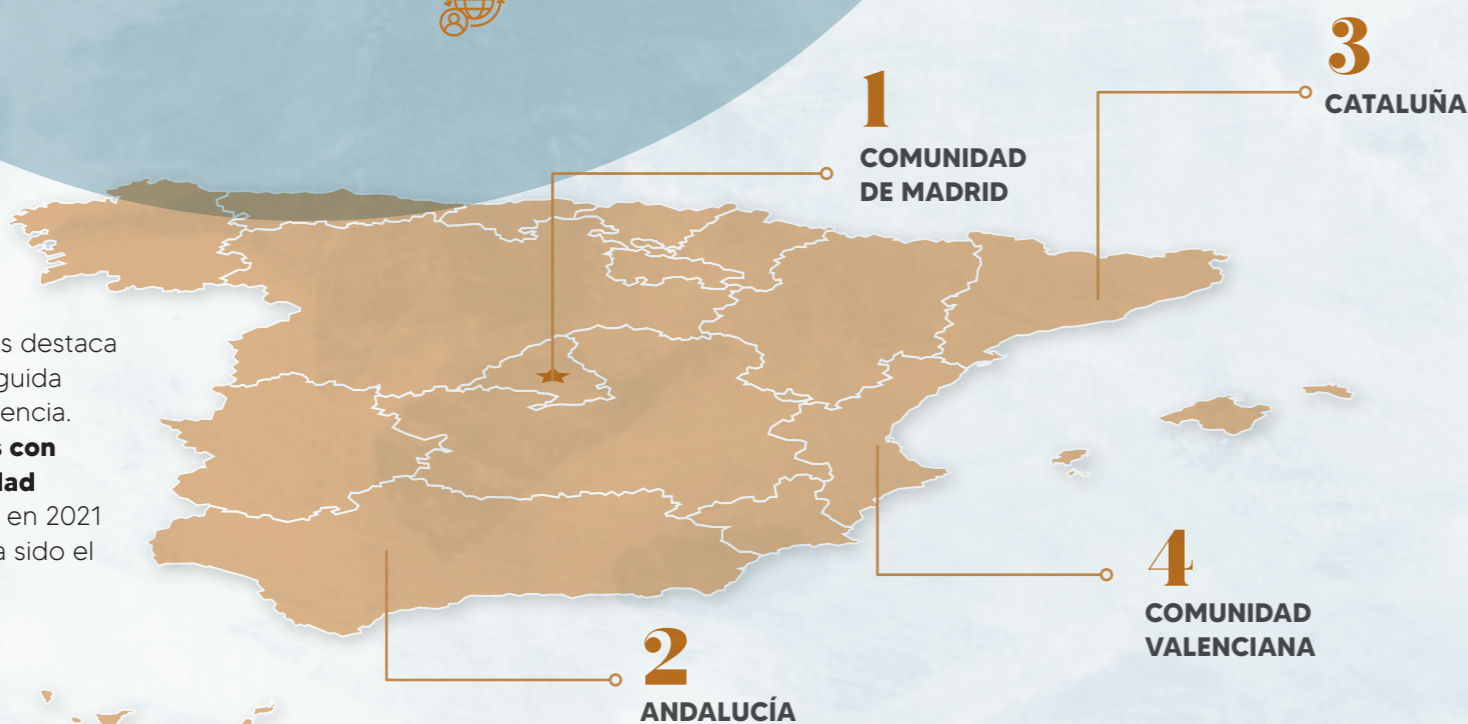 3
CATALUÑA
1
COMUNIDAD
DE MADRID
s destaca
guida
encia.
s con
dad
en 2021
a sido el
4
COMUNIDAD
VALENCIANA
2
ANDALUCÍA